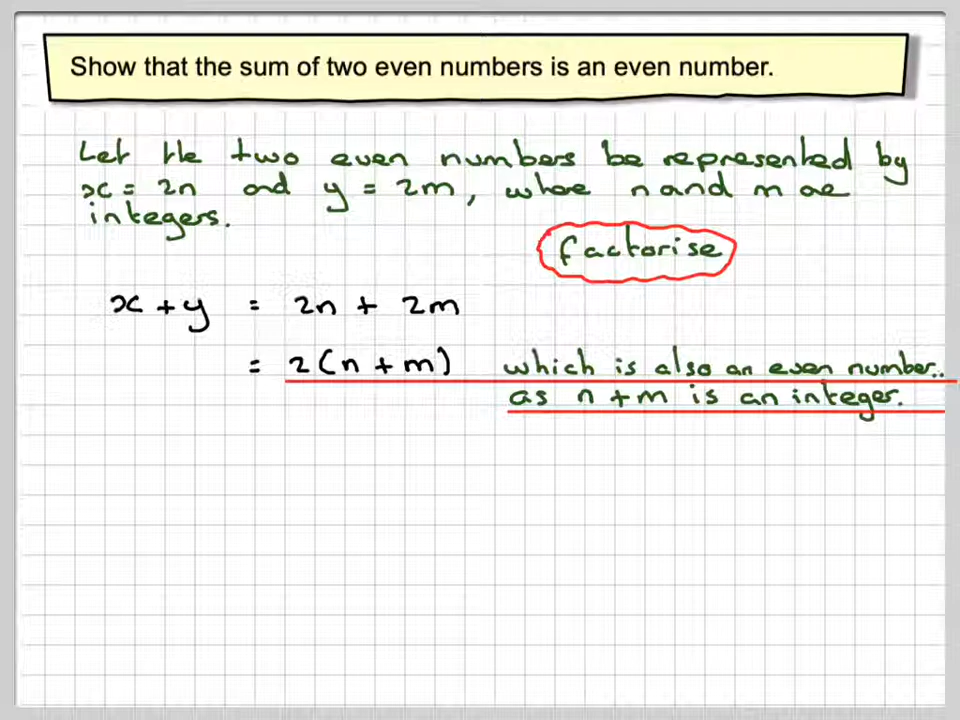 Show that the sum of two even numbers is an even number.
Let the two even numbers be represented by
x = 2n and y = 2m, where n and m are
integers.
factorise
x + y = 2n + 2m
= 2(n + m) which is also an even number..
as n + m is an integer.